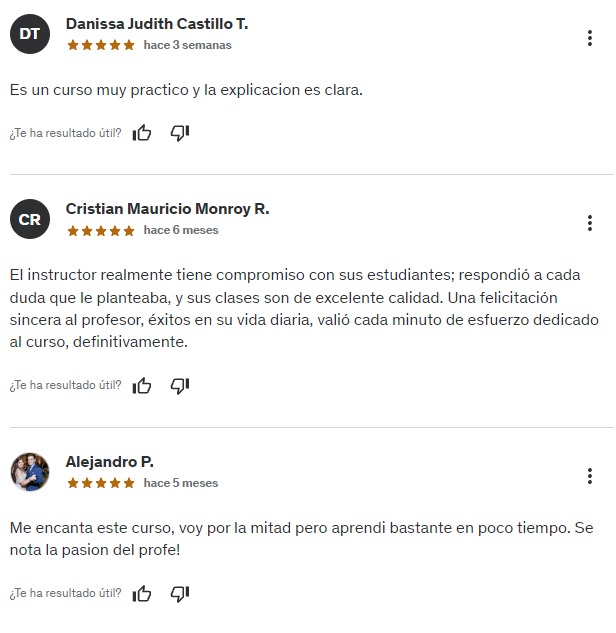 DT
Danissa Judith Castillo T.
hace 3 semanas
Es un curso muy practico y la explicacion es clara.
¿Te ha resultado útil?
CR
Cristian Mauricio Monroy R.
hace 6 meses
El instructor realmente tiene compromiso con sus estudiantes; respondió a cada
duda que le planteaba, y sus clases son de excelente calidad. Una felicitación
sincera al profesor, éxitos en su vida diaria, valió cada minuto de esfuerzo dedicado
al curso, definitivamente.
¿Te ha resultado útil?
Alejandro P.
hace 5 meses
Me encanta este curso, voy por la mitad pero aprendi bastante en poco tiempo. Se
nota la pasion del profe!
¿Te ha resultado útil?